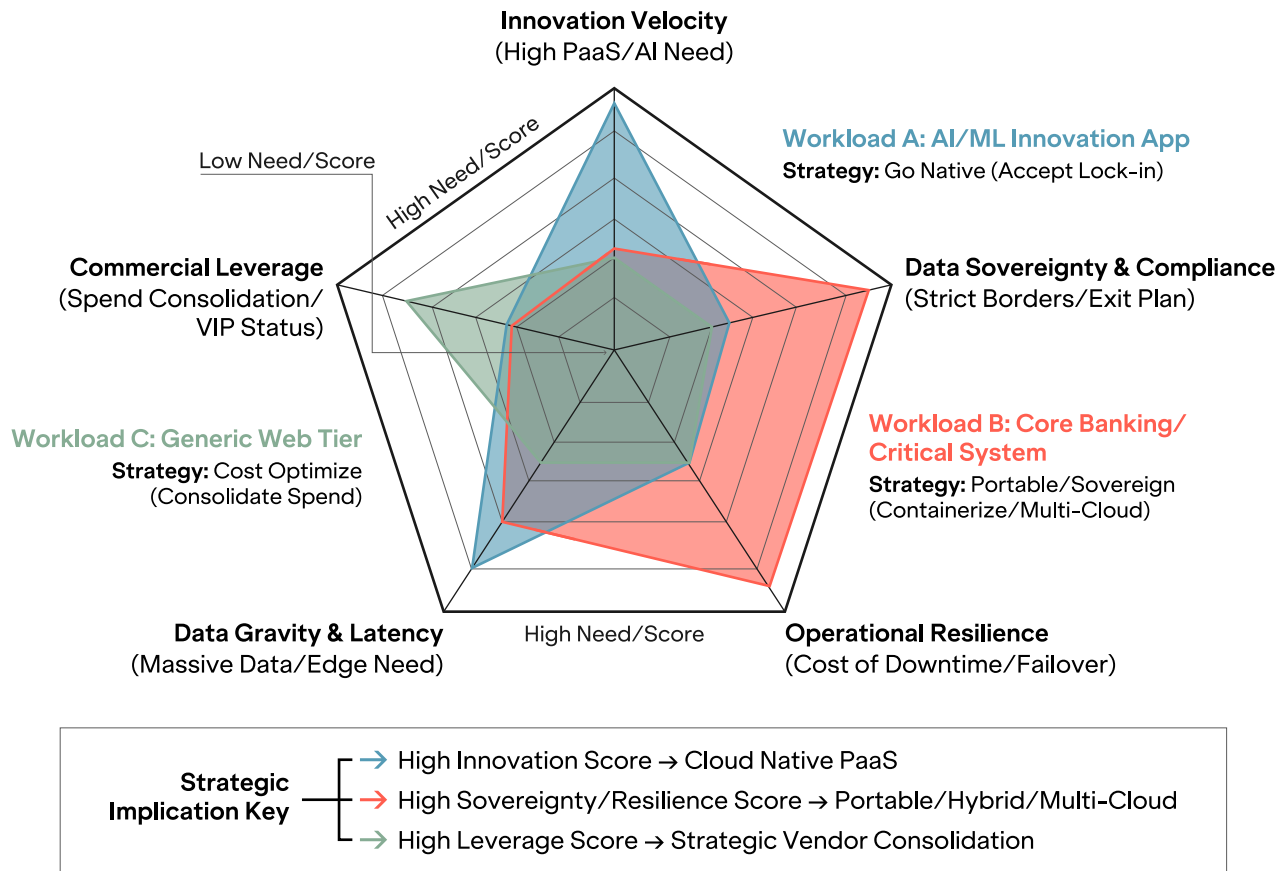 Innovation Velocity
(High PaaS/AI Need)
Low Need/Score
High Need/Score
Workload A: AI/ML Innovation App
Strategy: Go Native (Accept Lock-in)
Commercial Leverage
(Spend Consolidation/
VIP Status)
Data Sovereignty & Compliance
(Strict Borders/Exit Plan)
Workload C: Generic Web Tier
Strategy: Cost Optimize
(Consolidate Spend)
Workload B: Core Banking/
Critical System
Strategy: Portable/Sovereign
(Containerize/Multi-Cloud)
Data Gravity & Latency
(Massive Data/Edge Need)
High Need/Score
Operational Resilience
(Cost of Downtime/Failover)
Strategic
Implication Key
→ High Innovation Score → Cloud Native PaaS
→ High Sovereignty/Resilience Score → Portable/Hybrid/Multi-Cloud
→ High Leverage Score → Strategic Vendor Consolidation